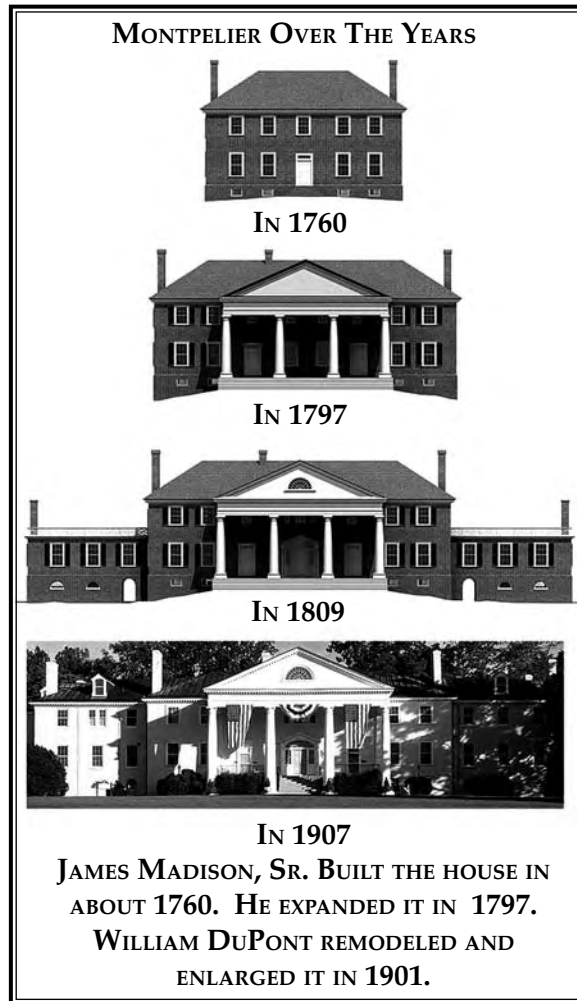 Montpelier Over The Years
In 1760
In 1797
In 1809
In 1907
James Madison, Sr. Built the house in
about 1760. He expanded it in 1797.
William DuPont remodeled and
enlarged it in 1901.